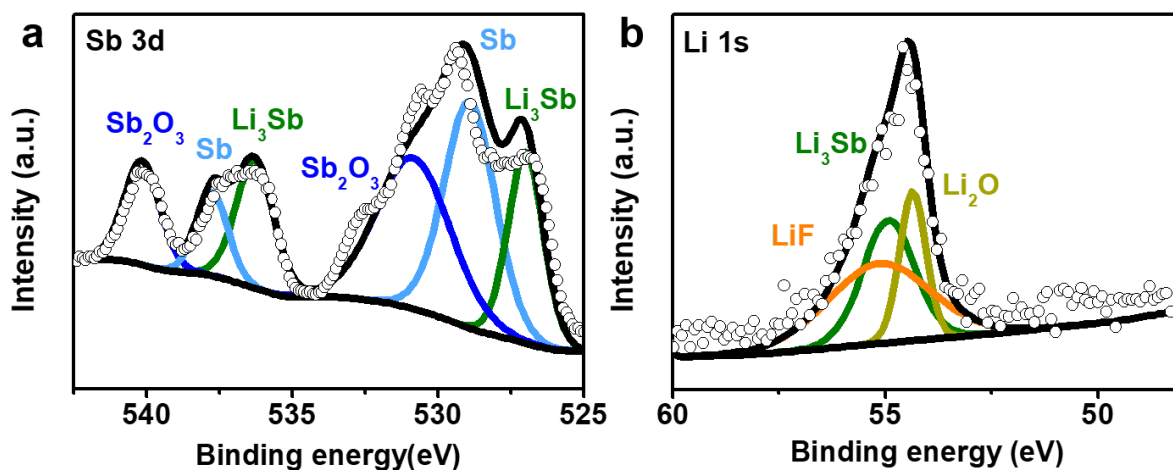 a
Sb 3d
Sb₂O₃
Sb
Li₃Sb
Sb₂O₃
Sb
Li₃Sb
Intensity (a.u.)
540
535
530
525
Binding energy(eV)
b
Li 1s
Li₃Sb
Li₂O
LiF
Intensity (a.u.)
60
55
50
Binding energy (eV)